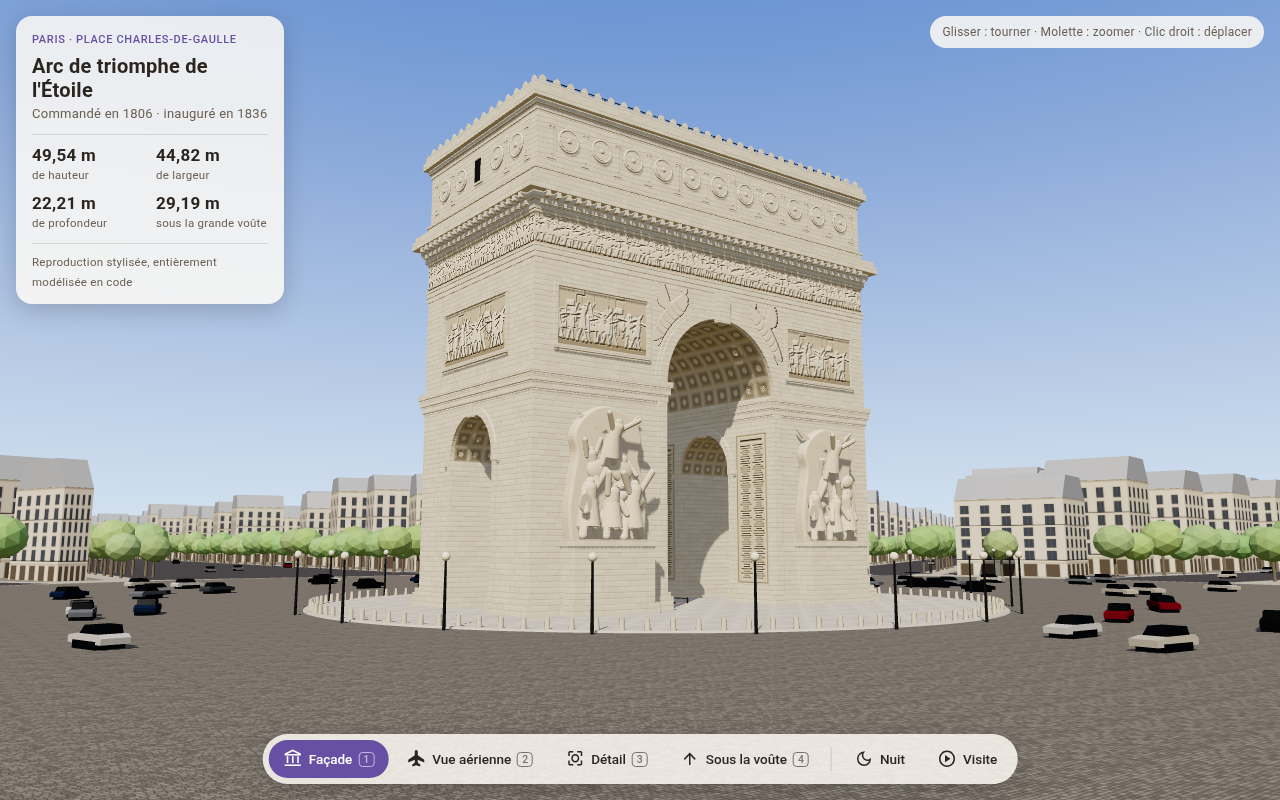 PARIS · PLACE CHARLES-DE-GAULLE
Arc de triomphe de
l'Étoile
Commandé en 1806 · inauguré en 1836
49,54 m
de hauteur
44,82 m
de largeur
22,21 m
de profondeur
29,19 m
sous la grande voûte
Reproduction stylisée, entièrement
modélisée en code
Glisser : tourner · Molette : zoomer · Clic droit : déplacer
Façade 1
Vue aérienne 2
Détail 3
Sous la voûte 4
Nuit
Visite